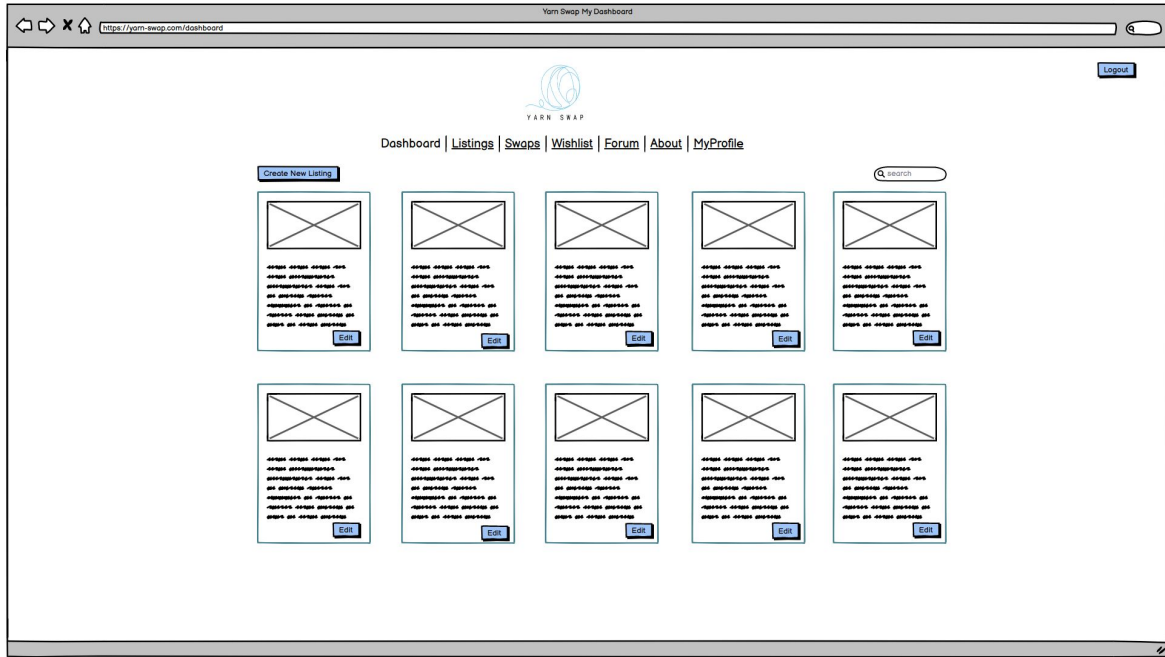 Yarn Swap My Dashboard
https://yarn-swap.com/dashboard
Logout
YARN SWAP
Dashboard | Listings | Swaps | Wishlist | Forum | About | MyProfile
Create New Listing
search
Edit
Edit
Edit
Edit
Edit
Edit
Edit
Edit
Edit
Edit